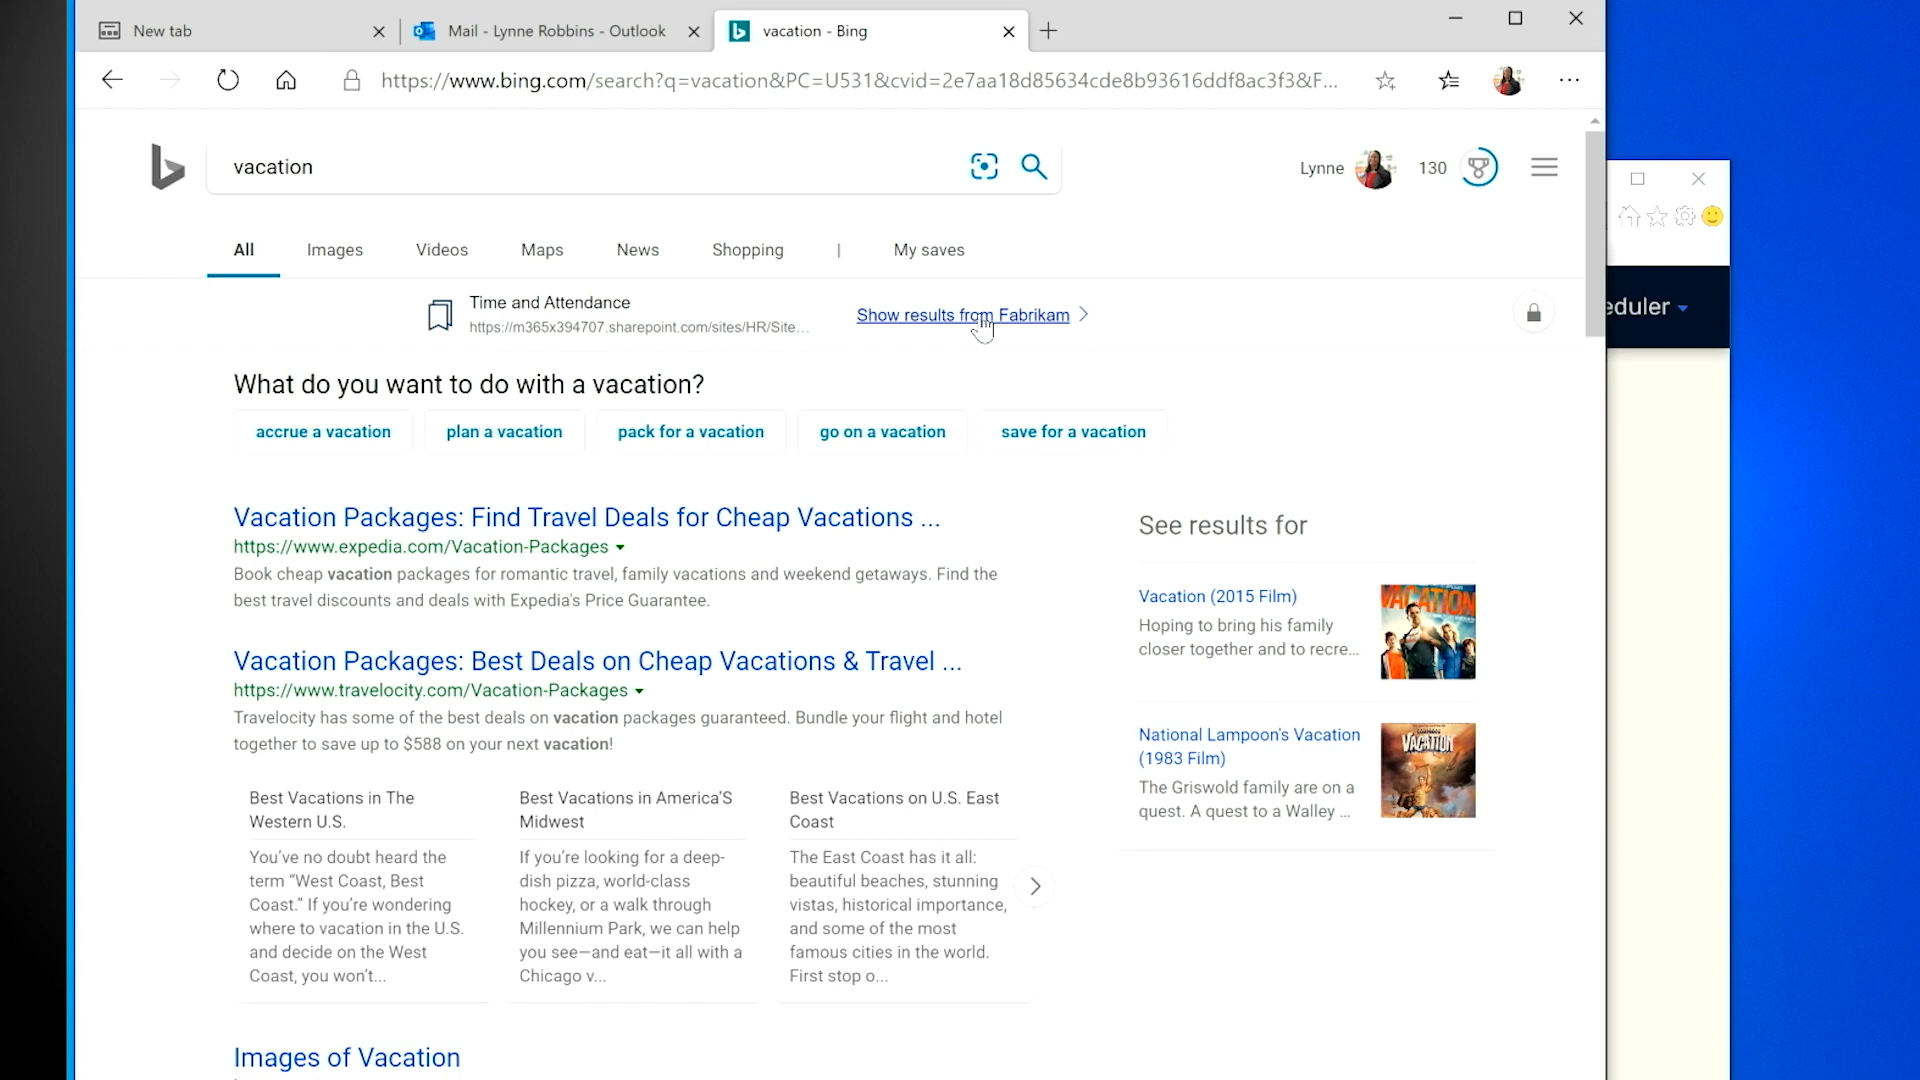 New tab
Mail - Lynne Robbins - Outlook
vacation - Bing
https://www.bing.com/search?q=vacation&PC=U531&cvid=2e7aa18d85634cde8b93616ddf8ac3f3&F...
vacation
Lynne
130
All
Images
Videos
Maps
News
Shopping
|
My saves
Time and Attendance
https://m365x394707.sharepoint.com/sites/HR/Site...
Show results from Fabrikam
eduler
What do you want to do with a vacation?
accrue a vacation
plan a vacation
pack for a vacation
go on a vacation
save for a vacation
Vacation Packages: Find Travel Deals for Cheap Vacations ...
https://www.expedia.com/Vacation-Packages
Book cheap vacation packages for romantic travel, family vacations and weekend getaways. Find the
best travel discounts and deals with Expedia's Price Guarantee.
Vacation Packages: Best Deals on Cheap Vacations & Travel ...
https://www.travelocity.com/Vacation-Packages
Travelocity has some of the best deals on vacation packages guaranteed. Bundle your flight and hotel
together to save up to $588 on your next vacation!
Best Vacations in The
Western U.S.
You've no doubt heard the
term “West Coast, Best
Coast.” If you're wondering
where to vacation in the U.S.
and decide on the West
Coast, you won't...
Best Vacations in America'S
Midwest
If you're looking for a deep-
dish pizza, world-class
hockey, or a walk through
Millennium Park, we can help
you see—and eat—it all with a
Chicago v...
Best Vacations on U.S. East
Coast
The East Coast has it all:
beautiful beaches, stunning
vistas, historical importance,
and some of the most
famous cities in the world.
First stop o...
Images of Vacation
See results for
Vacation (2015 Film)
Hoping to bring his family
closer together and to recre...
VACATION
National Lampoon's Vacation
(1983 Film)
The Griswold family are on a
quest. A quest to a Walley ...
VACATION